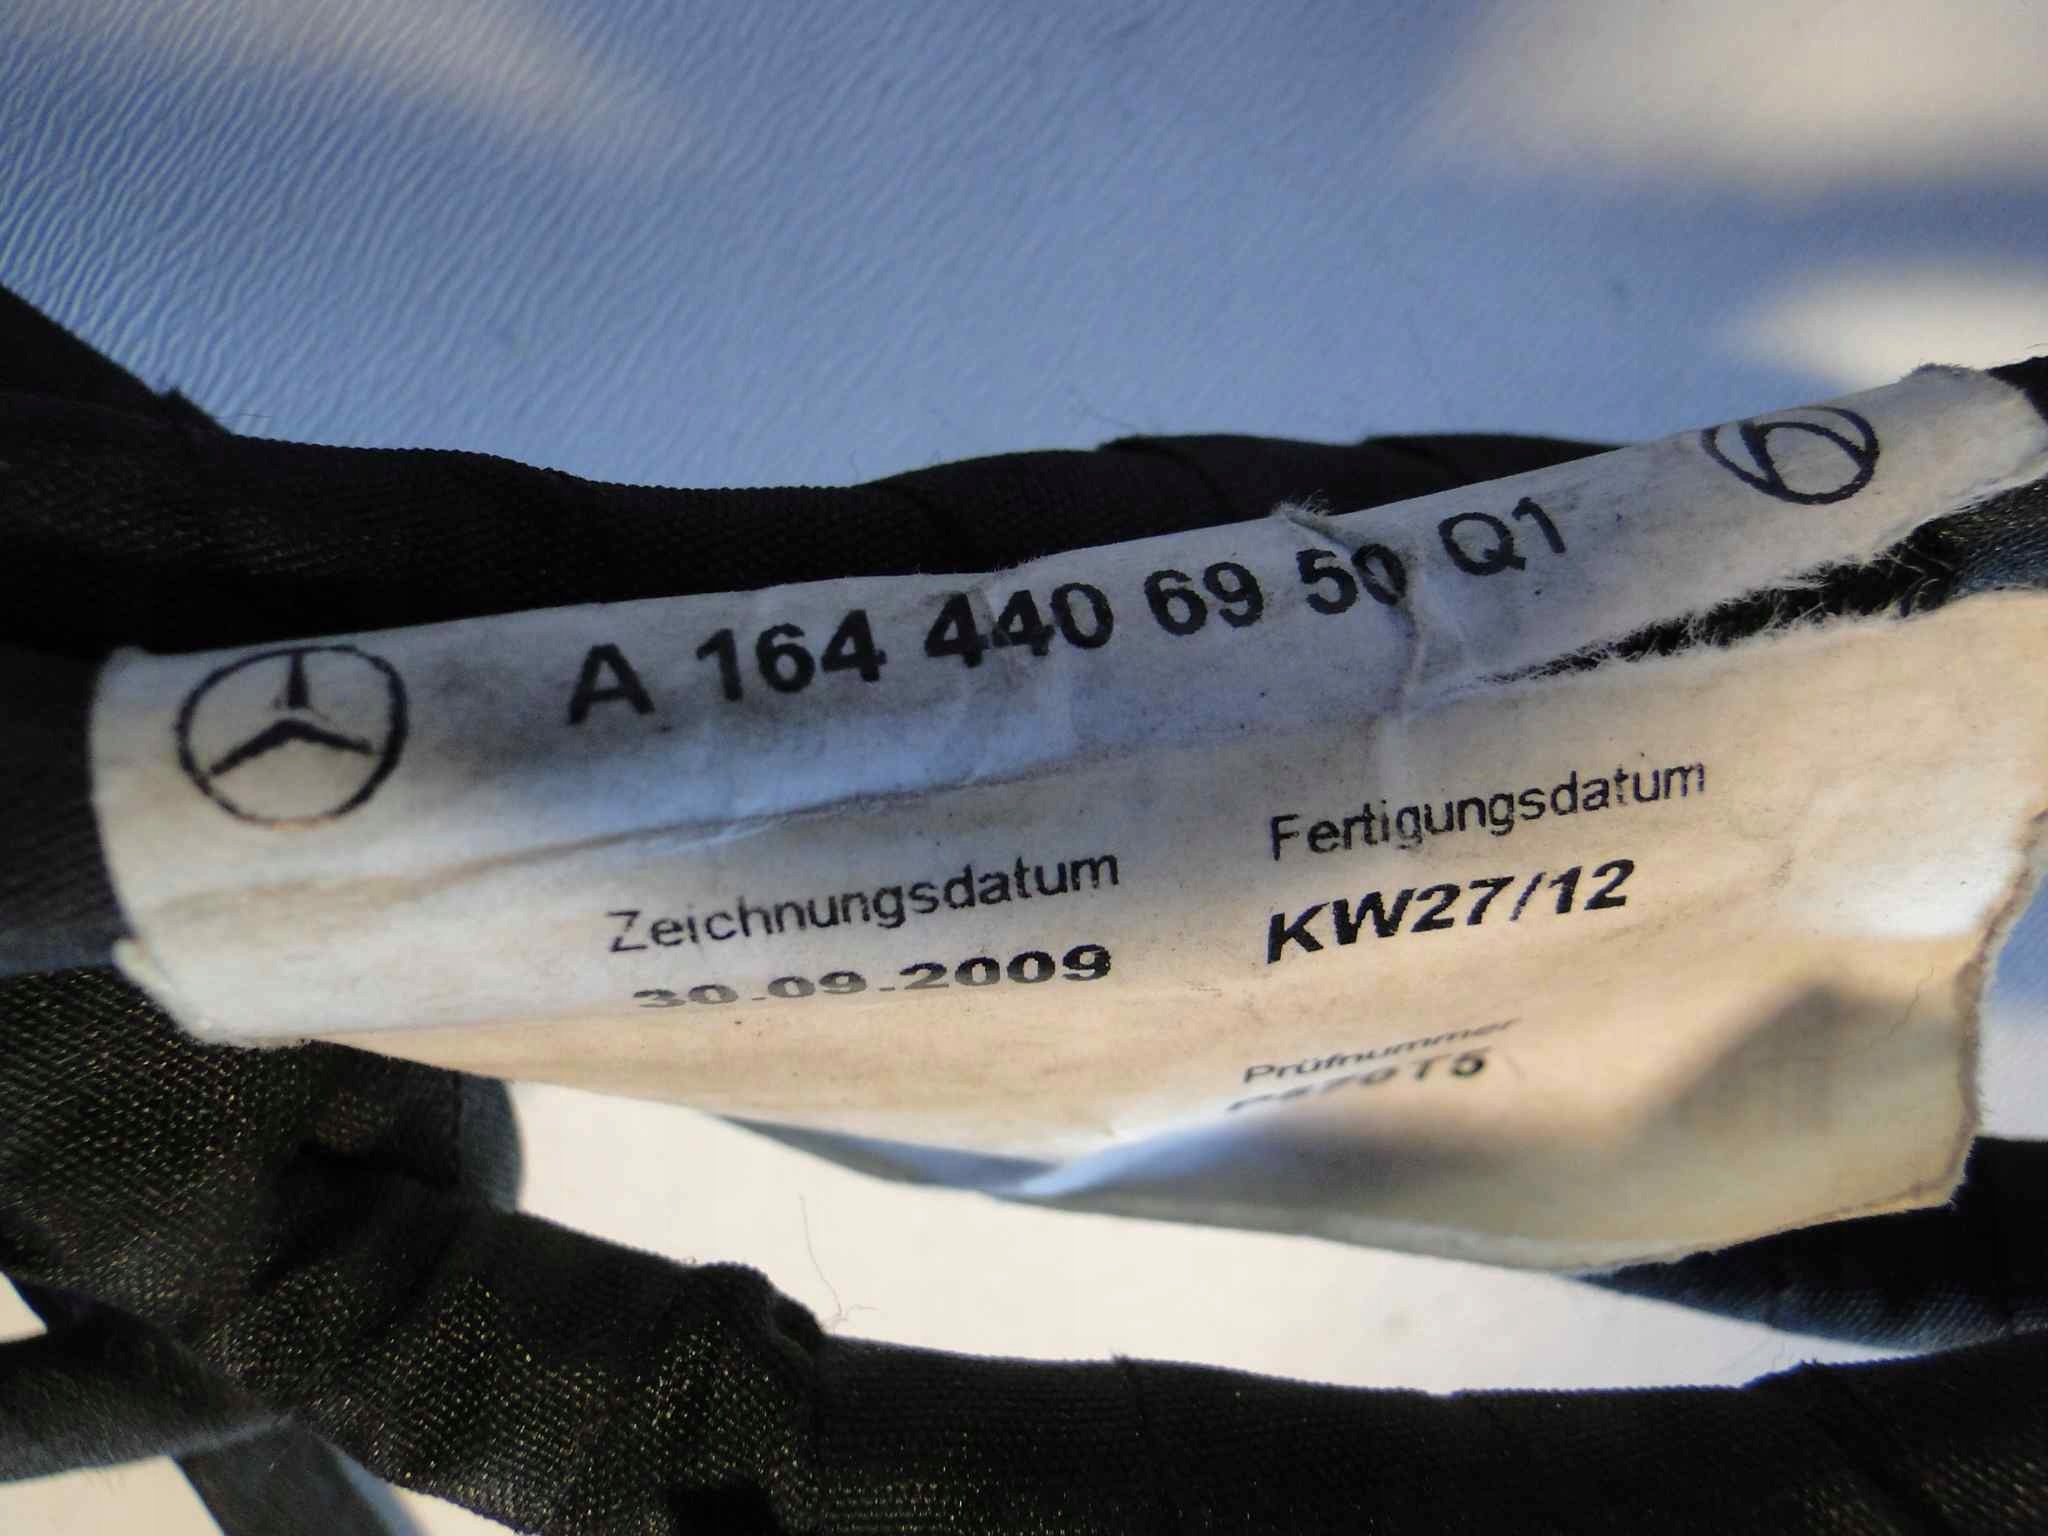 A 164 440 69 50 Q1
Zeichnungsdatum
30.09.2009
Fertigungsdatum
KW27/12
Prüfnummer